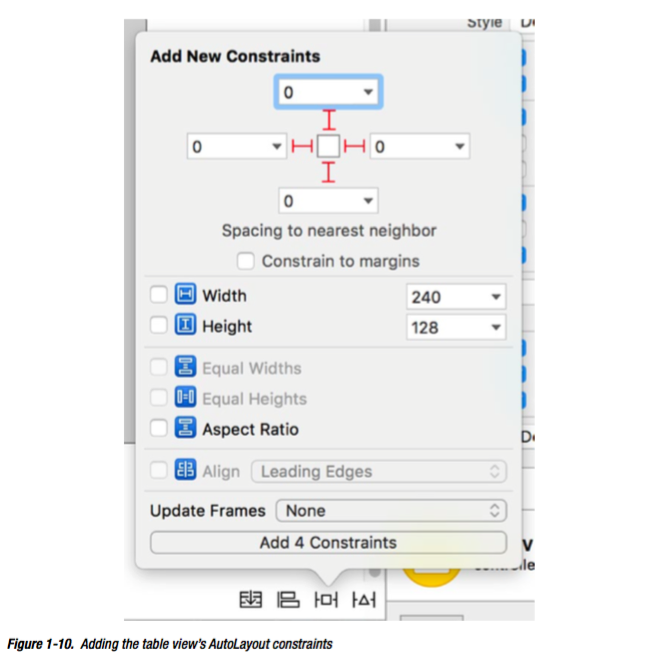 Style
Add New Constraints
0
0
0
0
Spacing to nearest neighbor
Constrain to margins
Width 240
Height 128
Equal Widths
Equal Heights
Aspect Ratio
Align Leading Edges
Update Frames None
Add 4 Constraints
Figure 1-10. Adding the table view's AutoLayout constraints